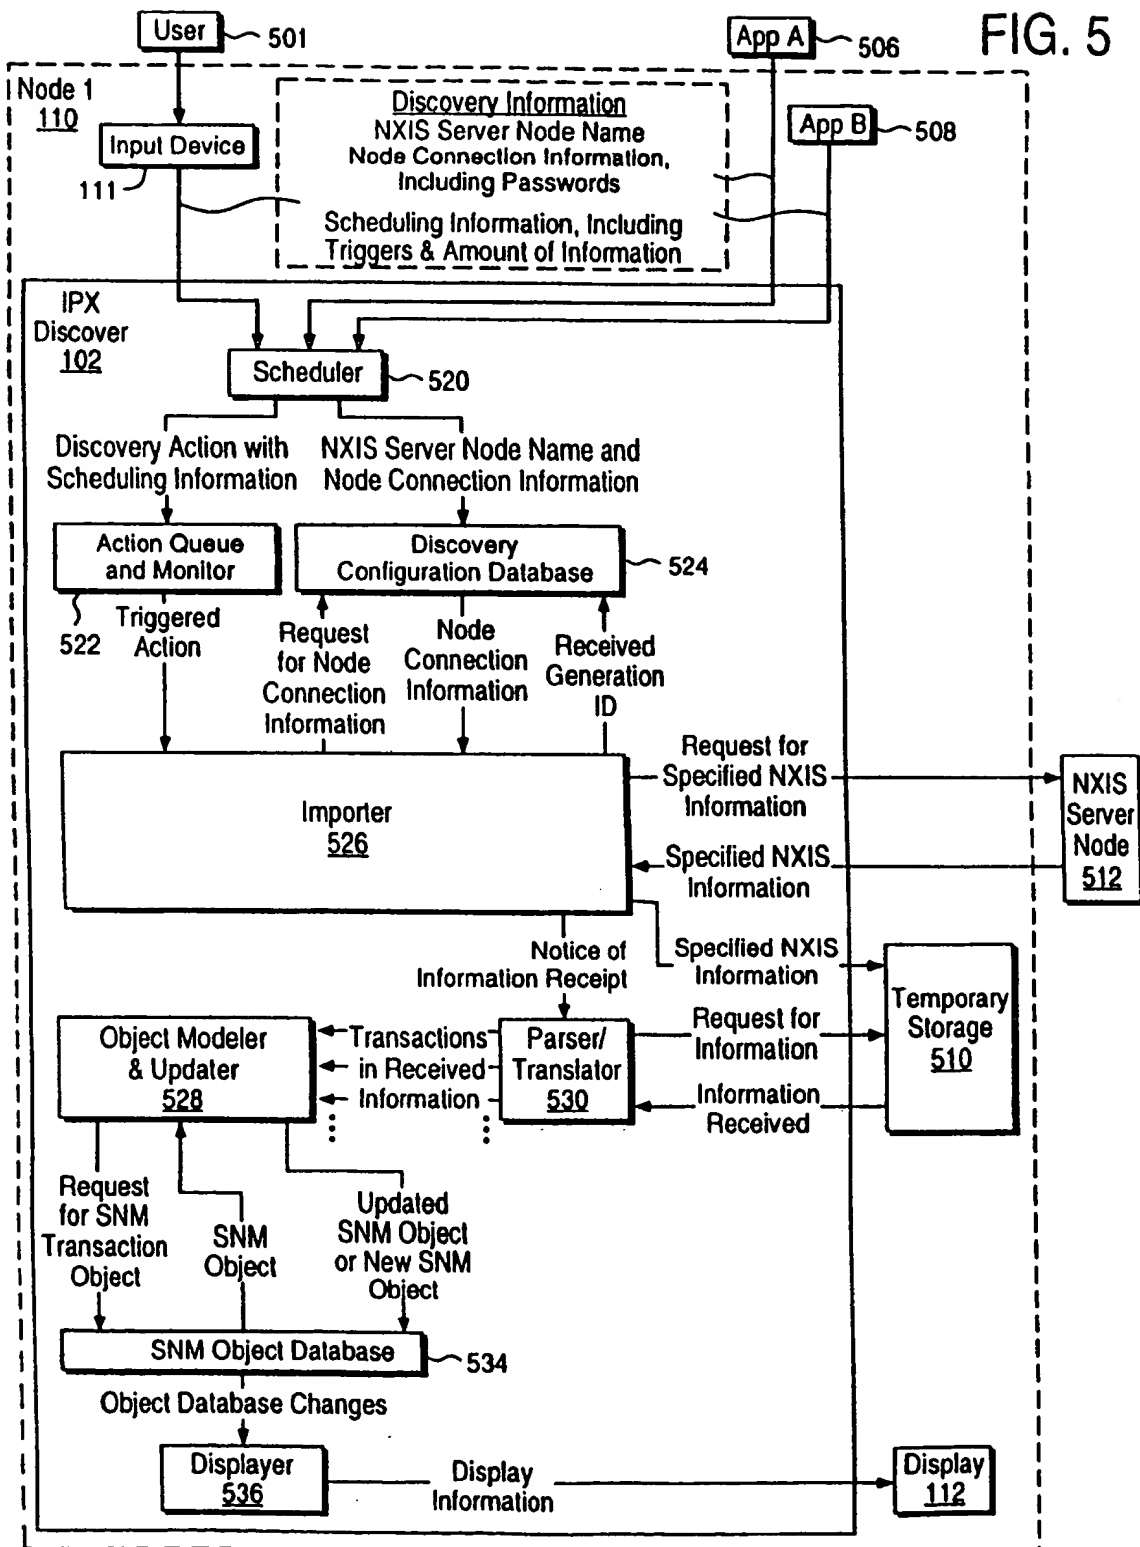 FIG. 5
User
501
App A
506
Node 1
110
Discovery Information
NXIS Server Node Name
Node Connection Information,
Including Passwords
Scheduling Information, Including
Triggers & Amount of Information
App B
508
Input Device
111
IPX
Discover
102
Scheduler
520
Discovery Action with
Scheduling Information
NXIS Server Node Name and
Node Connection Information
Action Queue
and Monitor
522
Discovery
Configuration Database
524
Triggered
Action
Request
for Node
Connection
Information
Node
Connection
Information
Received
Generation
ID
Importer
526
Request for
Specified NXIS
Information
NXIS
Server
Node
512
Specified NXIS
Information
Notice of
Information Receipt
Specified NXIS
Information
Temporary
Storage
510
Object Modeler
& Updater
528
Transactions
in Received
Information
Parser/
Translator
530
Request for
Information
Information
Received
Request
for SNM
Transaction
Object
SNM
Object
Updated
SNM Object
or New SNM
Object
SNM Object Database
534
Object Database Changes
Displayer
536
Display
Information
Display
112